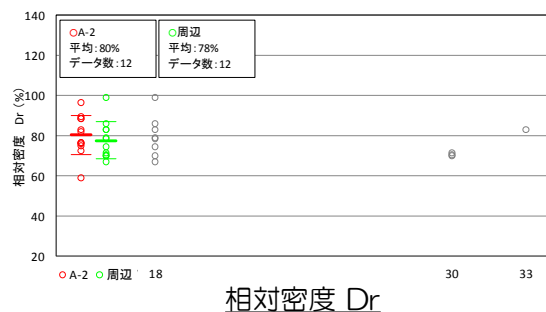 140
120
100
80
60
40
20
相対密度 Dr (%)
○A-2
平均:80%
データ数:12
○周辺
平均:78%
データ数:12
○ A-2 ○ 周辺 18 30 33
相対密度 Dr